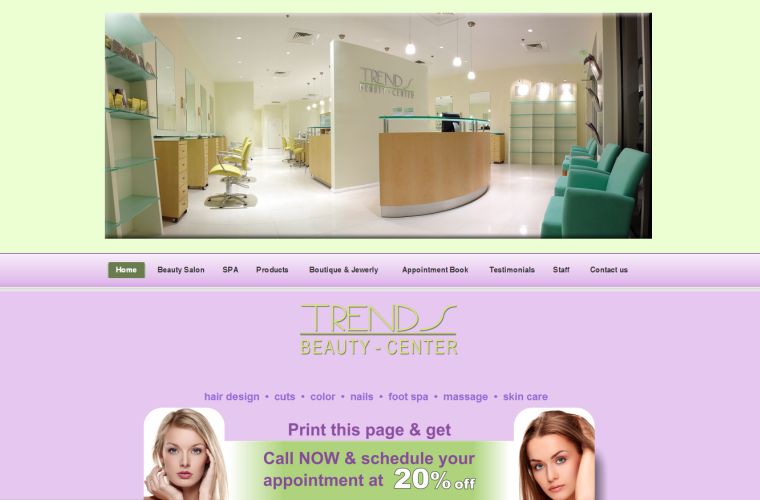 TRENDS
BEAUTY - CENTER
Home Beauty Salon SPA Products Boutique & Jewerly Appointment Book Testimonials Staff Contact us
TRENDS
BEAUTY - CENTER
hair design • cuts • color • nails • foot spa • massage • skin care
Print this page & get
Call NOW & schedule your
appointment at 20% off